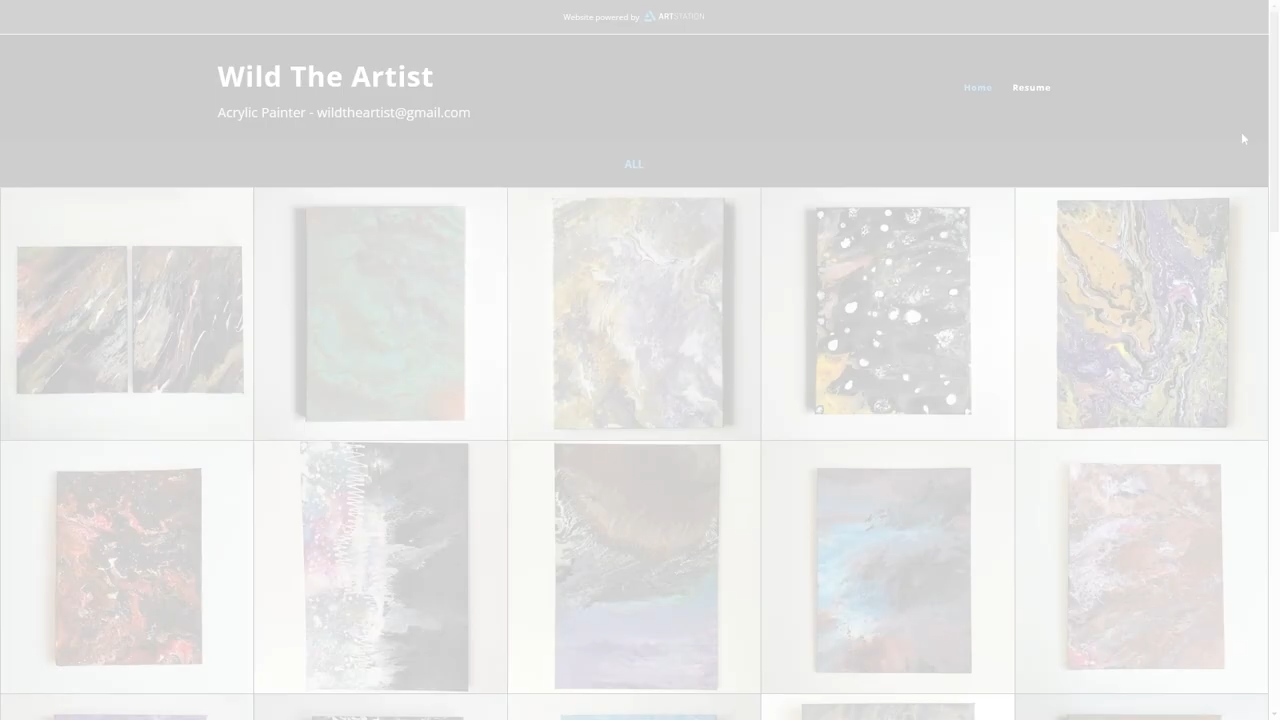 Website powered by ARTSTATION
Wild The Artist
Acrylic Painter - wildtheartist@gmail.com
Home Resume
ALL